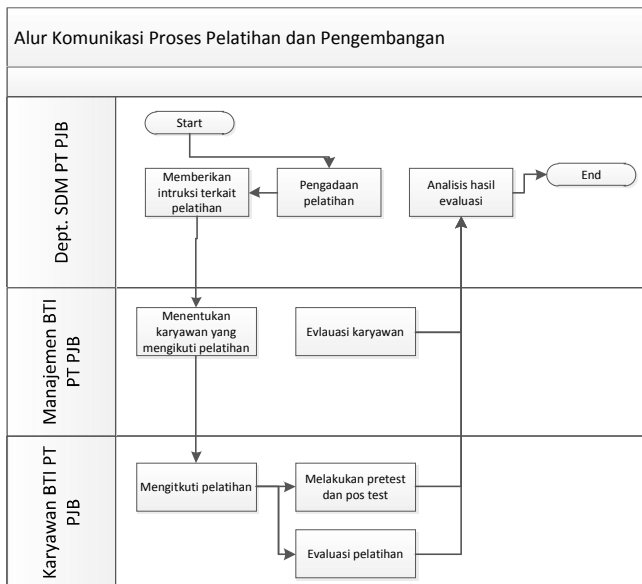 Alur Komunikasi Proses Pelatihan dan Pengembangan
Dept. SDM PT PJB
Start
Memberikan
intruksi terkait
pelatihan
Pengadaan
pelatihan
Analisis hasil
evaluasi
End
Manajemen BTI
PT PJB
Menentukan
karyawan yang
mengikuti pelatihan
Evlauasi karyawan
Karyawan BTI PT
PJB
Mengitkuti pelatihan
Melakukan pretest
dan pos test
Evaluasi pelatihan